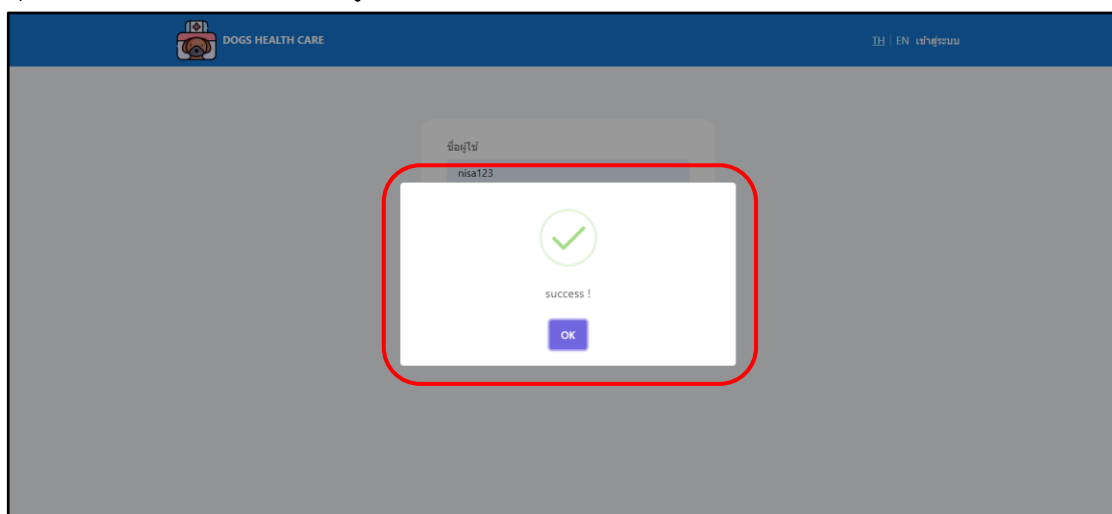 DOGS HEALTH CARE
TH | EN เข้าสู่ระบบ
ชื่อผู้ใช้
nisa123
success !
OK